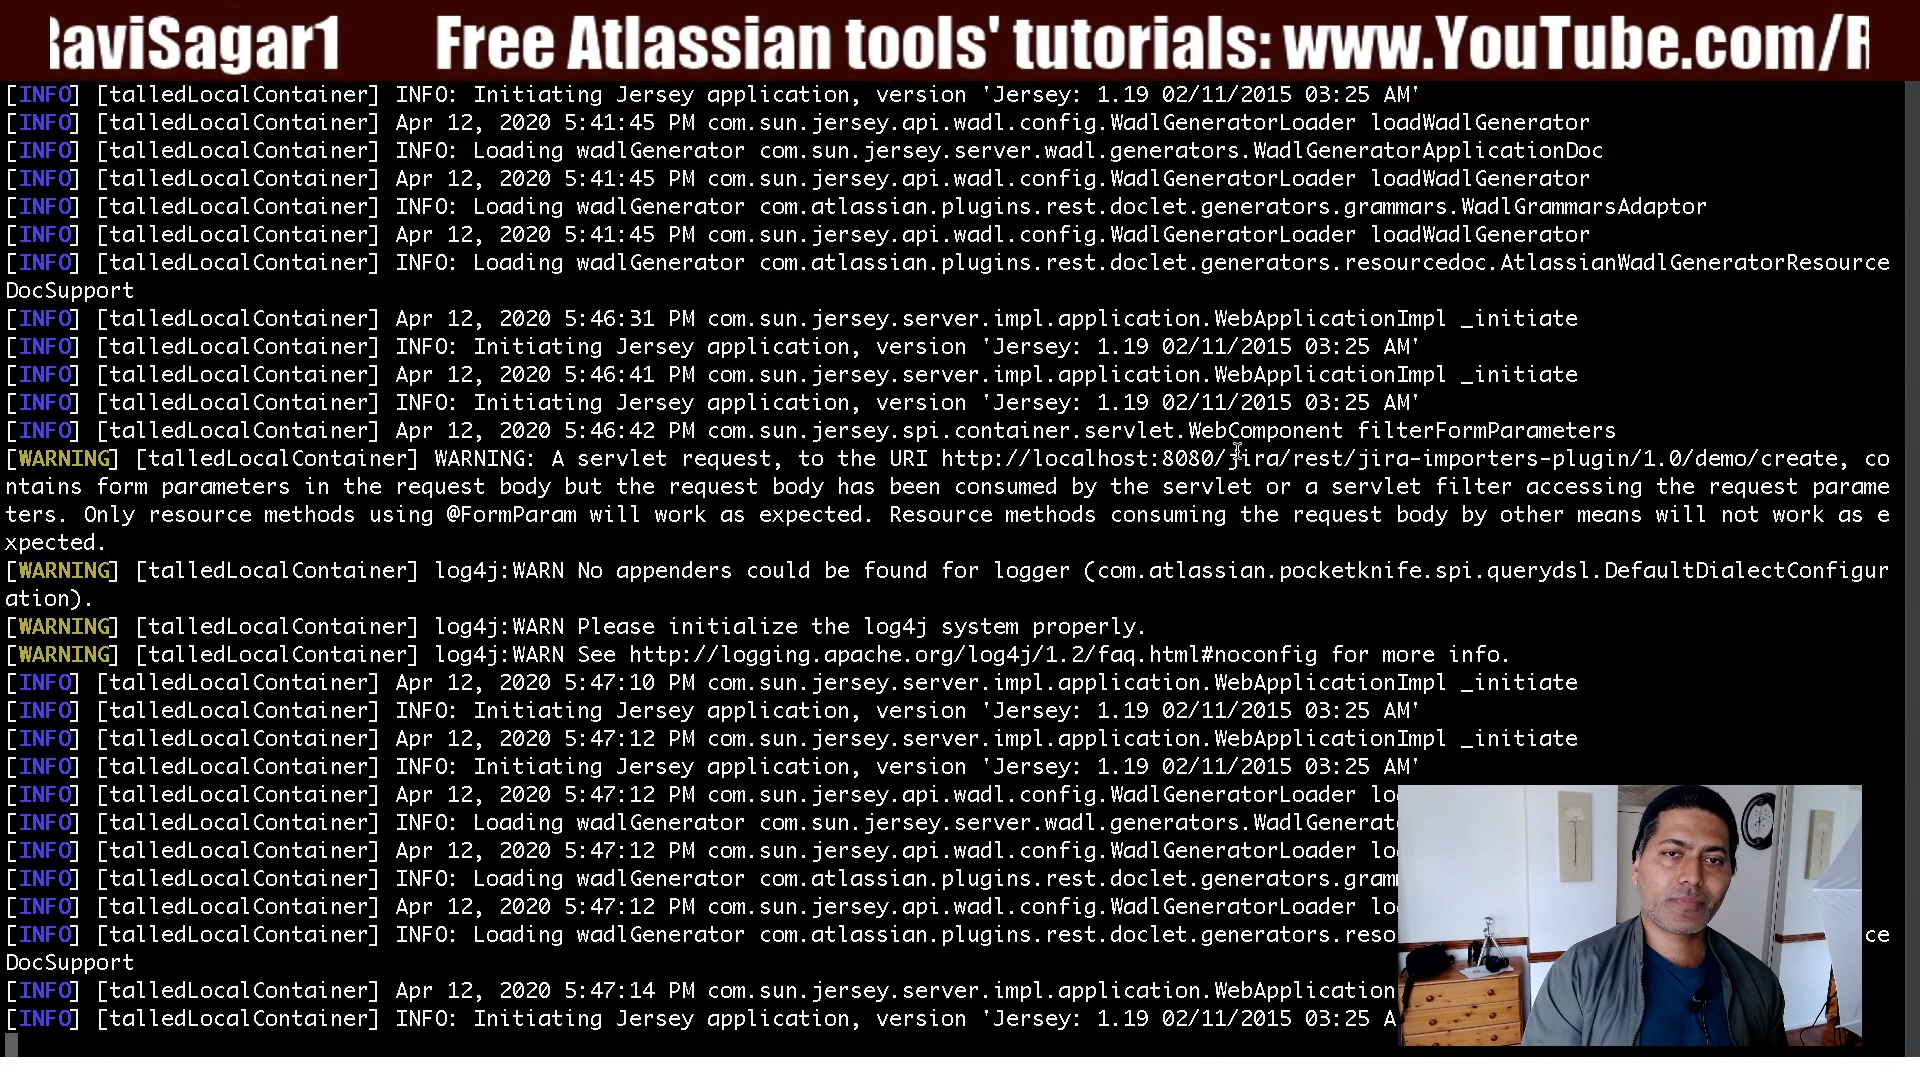 RaviSagar1 Free Atlassian tools' tutorials: www.YouTube.com/R
[INFO] [talledLocalContainer] INFO: Initiating Jersey application, version 'Jersey: 1.19 02/11/2015 03:25 AM'
[INFO] [talledLocalContainer] Apr 12, 2020 5:41:45 PM com.sun.jersey.api.wadl.config.WadlGeneratorLoader loadWadlGenerator
[INFO] [talledLocalContainer] INFO: Loading wadlGenerator com.sun.jersey.server.wadl.generators.WadlGeneratorApplicationDoc
[INFO] [talledLocalContainer] Apr 12, 2020 5:41:45 PM com.sun.jersey.api.wadl.config.WadlGeneratorLoader loadWadlGenerator
[INFO] [talledLocalContainer] INFO: Loading wadlGenerator com.atlassian.plugins.rest.doclet.generators.grammars.WadlGrammarsAdaptor
[INFO] [talledLocalContainer] Apr 12, 2020 5:41:45 PM com.sun.jersey.api.wadl.config.WadlGeneratorLoader loadWadlGenerator
[INFO] [talledLocalContainer] INFO: Loading wadlGenerator com.atlassian.plugins.rest.doclet.generators.resourcedoc.AtlassianWadlGeneratorResource
DocSupport
[INFO] [talledLocalContainer] Apr 12, 2020 5:46:31 PM com.sun.jersey.server.impl.application.WebApplicationImpl _initiate
[INFO] [talledLocalContainer] INFO: Initiating Jersey application, version 'Jersey: 1.19 02/11/2015 03:25 AM'
[INFO] [talledLocalContainer] Apr 12, 2020 5:46:41 PM com.sun.jersey.server.impl.application.WebApplicationImpl _initiate
[INFO] [talledLocalContainer] INFO: Initiating Jersey application, version 'Jersey: 1.19 02/11/2015 03:25 AM'
[INFO] [talledLocalContainer] Apr 12, 2020 5:46:42 PM com.sun.jersey.spi.container.servlet.WebComponent filterFormParameters
[WARNING] [talledLocalContainer] WARNING: A servlet request, to the URI http://localhost:8080/jira/rest/jira-importers-plugin/1.0/demo/create, co
ntains form parameters in the request body but the request body has been consumed by the servlet or a servlet filter accessing the request parame
ters. Only resource methods using @FormParam will work as expected. Resource methods consuming the request body by other means will not work as e
xpected.
[WARNING] [talledLocalContainer] log4j:WARN No appenders could be found for logger (com.atlassian.pocketknife.spi.querydsl.DefaultDialectConfigur
ation).
[WARNING] [talledLocalContainer] log4j:WARN Please initialize the log4j system properly.
[WARNING] [talledLocalContainer] log4j:WARN See http://logging.apache.org/log4j/1.2/faq.html#noconfig for more info.
[INFO] [talledLocalContainer] Apr 12, 2020 5:47:10 PM com.sun.jersey.server.impl.application.WebApplicationImpl _initiate
[INFO] [talledLocalContainer] INFO: Initiating Jersey application, version 'Jersey: 1.19 02/11/2015 03:25 AM'
[INFO] [talledLocalContainer] Apr 12, 2020 5:47:12 PM com.sun.jersey.server.impl.application.WebApplicationImpl _initiate
[INFO] [talledLocalContainer] INFO: Initiating Jersey application, version 'Jersey: 1.19 02/11/2015 03:25 AM'
[INFO] [talledLocalContainer] Apr 12, 2020 5:47:12 PM com.sun.jersey.api.wadl.config.WadlGeneratorLoader lo
[INFO] [talledLocalContainer] INFO: Loading wadlGenerator com.sun.jersey.server.wadl.generators.WadlGenerat
[INFO] [talledLocalContainer] Apr 12, 2020 5:47:12 PM com.sun.jersey.api.wadl.config.WadlGeneratorLoader lo
[INFO] [talledLocalContainer] INFO: Loading wadlGenerator com.atlassian.plugins.rest.doclet.generators.gram
[INFO] [talledLocalContainer] Apr 12, 2020 5:47:12 PM com.sun.jersey.api.wadl.config.WadlGeneratorLoader lo
[INFO] [talledLocalContainer] INFO: Loading wadlGenerator com.atlassian.plugins.rest.doclet.generators.reso ce
DocSupport
[INFO] [talledLocalContainer] Apr 12, 2020 5:47:14 PM com.sun.jersey.server.impl.application.WebApplication
[INFO] [talledLocalContainer] INFO: Initiating Jersey application, version 'Jersey: 1.19 02/11/2015 03:25 A